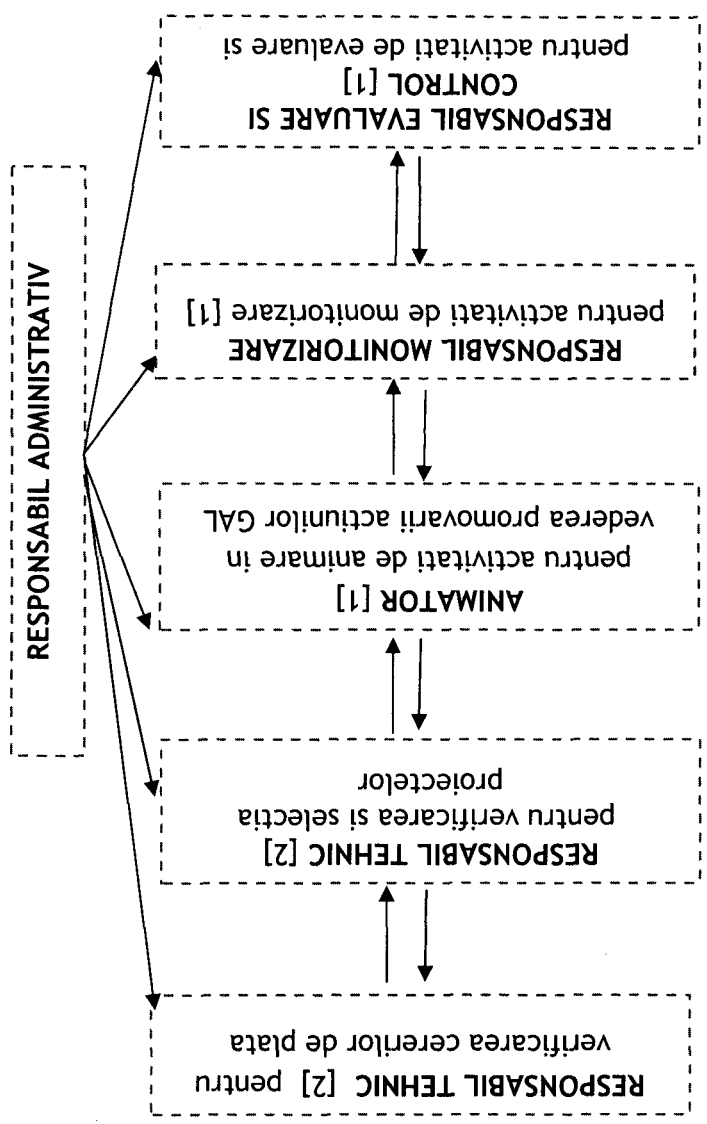 RESPONSABIL ADMINISTRATIV
RESPONSABIL TEHNIC [2] pentru
verificarea cererilor de plata
RESPONSABIL TEHNIC [2]
pentru verificarea si selectia
proiectelor
ANIMATOR [1]
pentru activitati de animare in
vederea promovarii actiunilor GAL
RESPONSABIL MONITORIZARE
pentru activitati de monitorizare [1]
RESPONSABIL EVALUARE SI
CONTROL [1]
pentru activitati de evaluare si